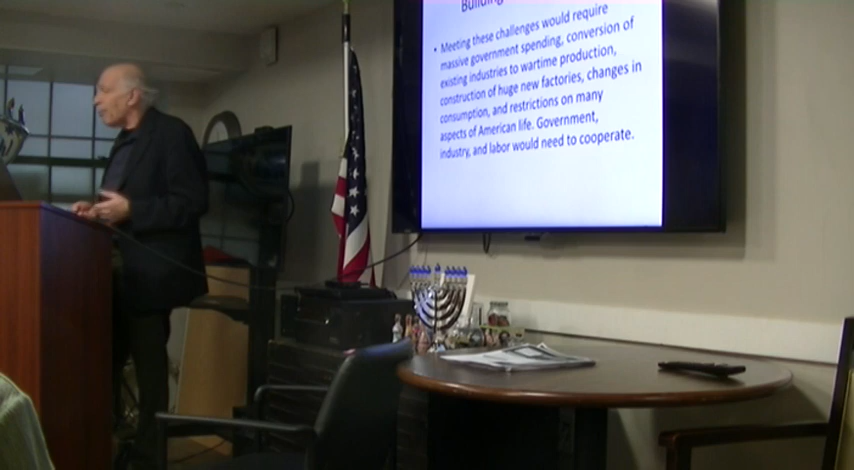 Building
• Meeting these challenges would require
massive government spending, conversion of
existing industries to wartime production,
construction of huge new factories, changes in
consumption, and restrictions on many
aspects of American life. Government,
industry, and labor would need to cooperate.